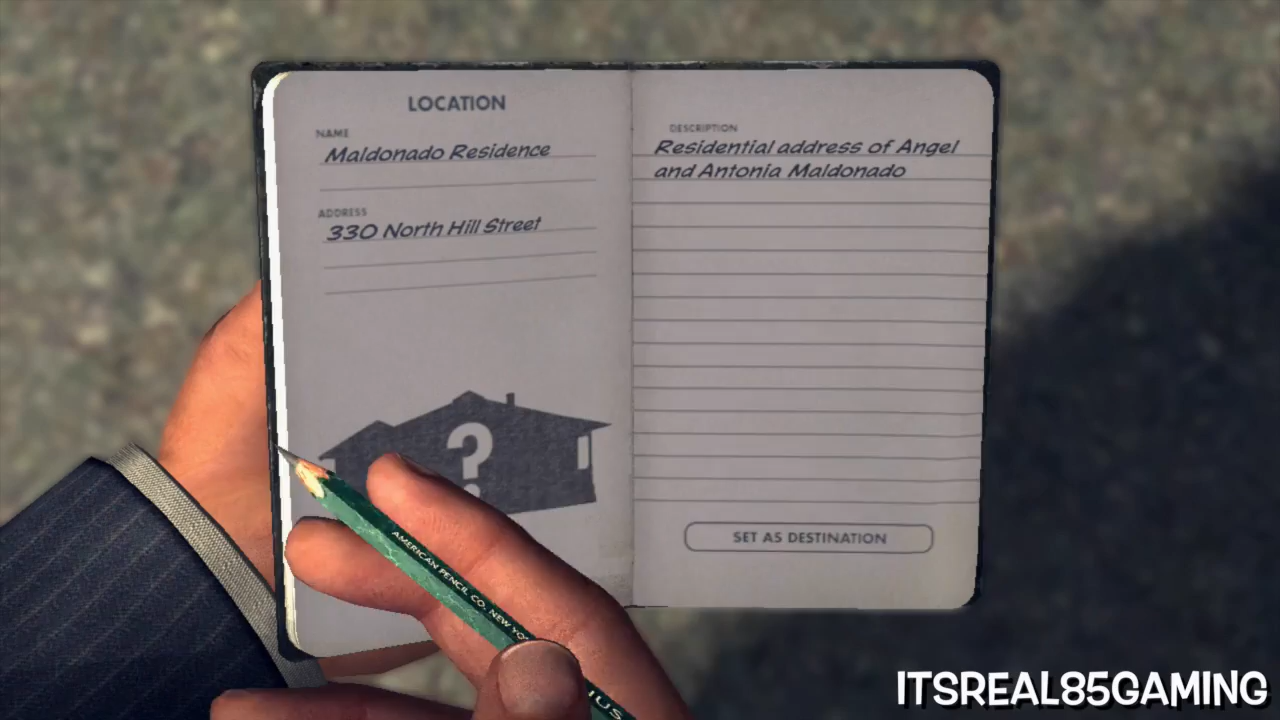 LOCATION
NAME
Maldonado Residence
ADDRESS
330 North Hill Street
DESCRIPTION
Residential address of Angel
and Antonia Maldonado
SET AS DESTINATION
AMERICAN PENCIL CO. NEW YO
ITSREAL85GAMING